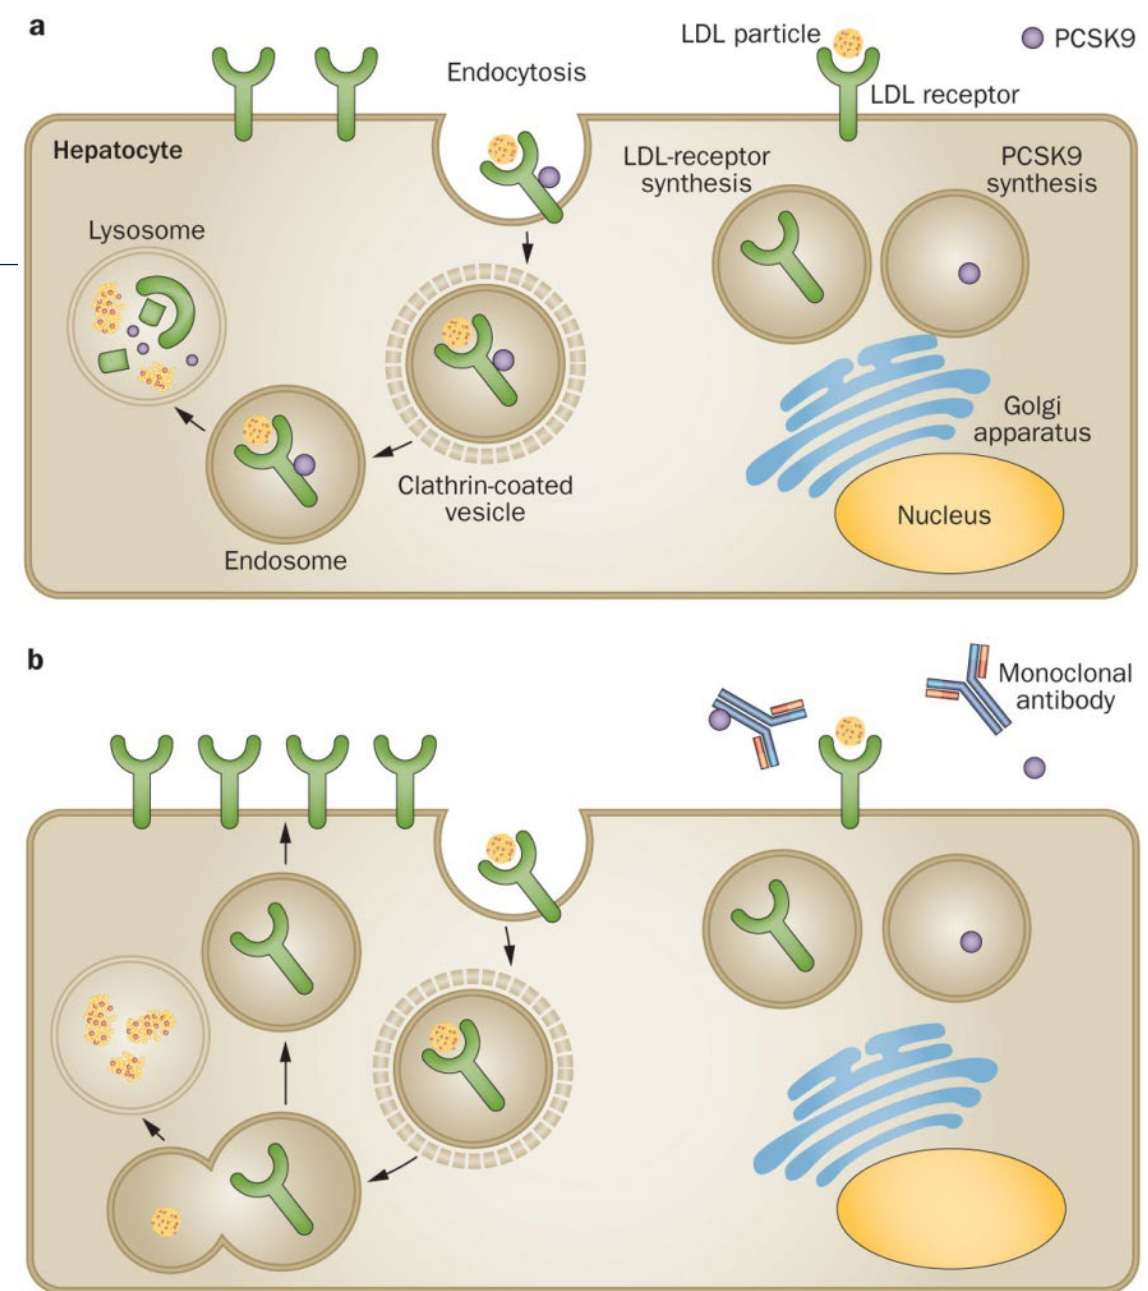 a
LDL particle
PCSK9
Endocytosis
LDL receptor
Hepatocyte
LDL-receptor
synthesis
PCSK9
synthesis
Lysosome
Golgi
apparatus
Clathrin-coated
vesicle
Nucleus
Endosome
b
Monoclonal
antibody